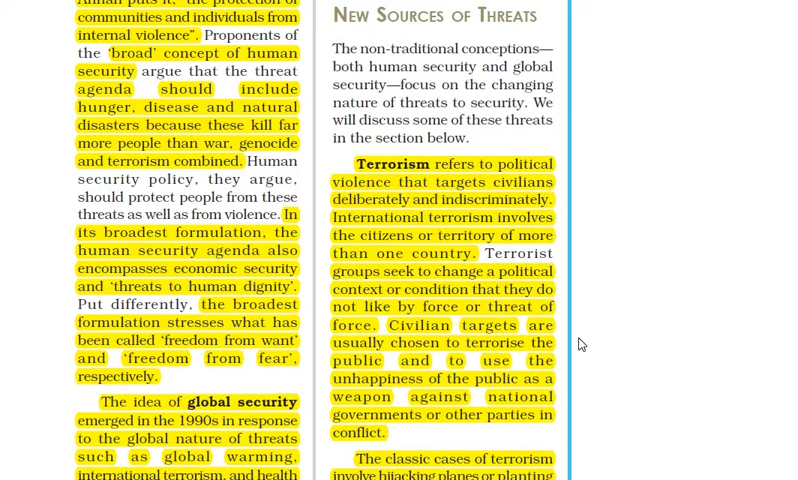 Annan puts it, "the protection of
communities and individuals from
internal violence". Proponents of
the 'broad' concept of human
security argue that the threat
agenda should include
hunger, disease and natural
disasters because these kill far
more people than war, genocide
and terrorism combined. Human
security policy, they argue,
should protect people from these
threats as well as from violence. In
its broadest formulation, the
human security agenda also
encompasses economic security
and 'threats to human dignity'.
Put differently, the broadest
formulation stresses what has
been called 'freedom from want'
and 'freedom from fear',
respectively.
The idea of global security
emerged in the 1990s in response
to the global nature of threats
such as global warming,
international terrorism, and health
NEW SOURCES OF THREATS
The non-traditional conceptions—
both human security and global
security—focus on the changing
nature of threats to security. We
will discuss some of these threats
in the section below.
Terrorism refers to political
violence that targets civilians
deliberately and indiscriminately.
International terrorism involves
the citizens or territory of more
than one country. Terrorist
groups seek to change a political
context or condition that they do
not like by force or threat of
force. Civilian targets are
usually chosen to terrorise the
public and to use the
unhappiness of the public as a
weapon against national
governments or other parties in
conflict.
The classic cases of terrorism
involve hijacking planes or planting